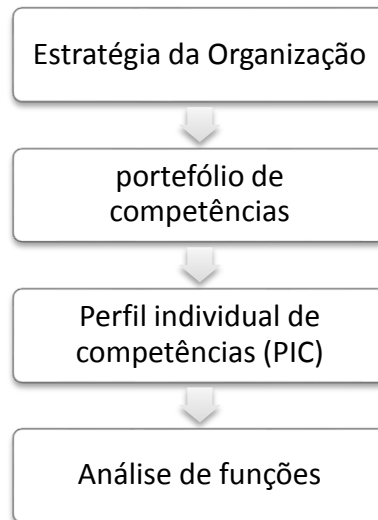 Estratégia da Organização
portefólio de
competências
Perfil individual de
competências (PIC)
Análise de funções